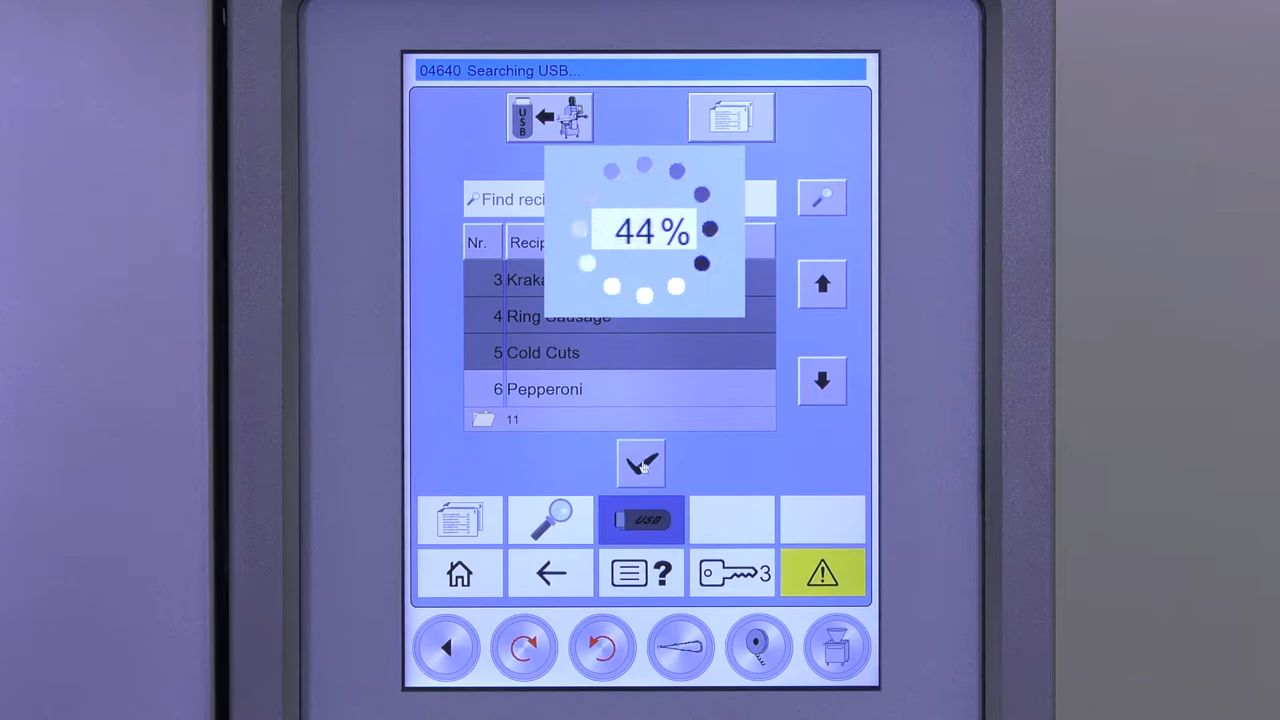 04640 Searching USB...
USB
Find reci
44%
Nr. Recip
3 Kraka
4 Ring Sausage
5 Cold Cuts
6 Pepperoni
11
USB
? 3